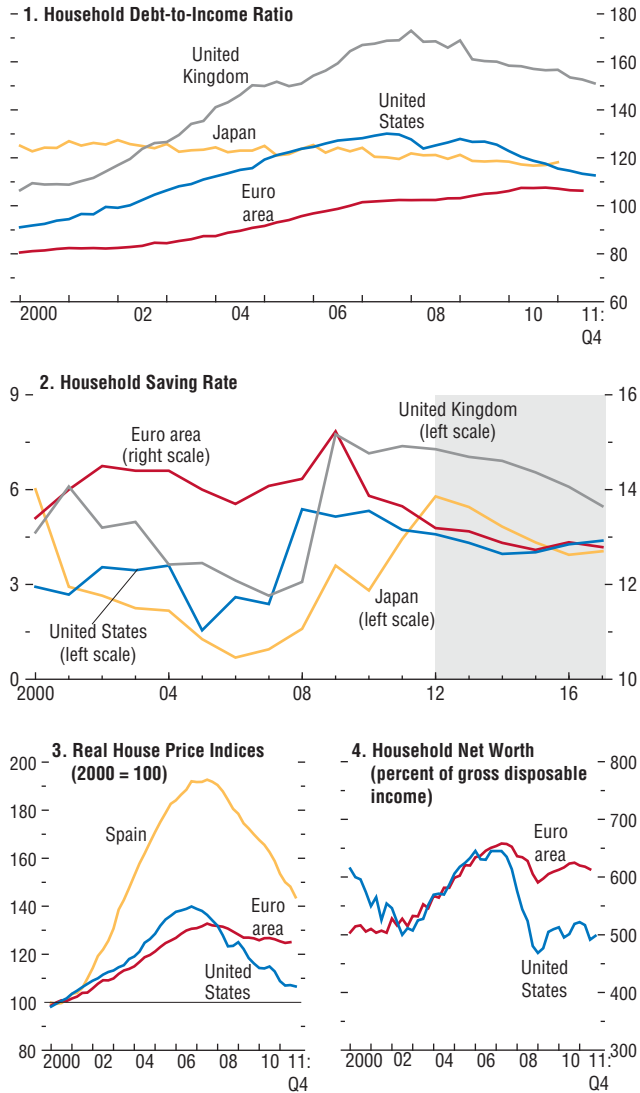 1. Household Debt-to-Income Ratio
180
160
140
120
100
80
60
United
Kingdom
Japan
United
States
Euro
area
2000
02
04
06
08
10
11:
Q4
2. Household Saving Rate
9
6
3
0
16
14
12
10
Euro area
(right scale)
United Kingdom
(left scale)
United States
(left scale)
Japan
(left scale)
2000
04
08
12
16
3. Real House Price Indices
(2000 = 100)
200
180
160
140
120
100
80
Spain
Euro
area
United
States
2000
02
04
06
08
10
11:
Q4
4. Household Net Worth
(percent of gross disposable
income)
800
700
600
500
400
300
Euro
area
United
States
2000
02
04
06
08
10
11:
Q4